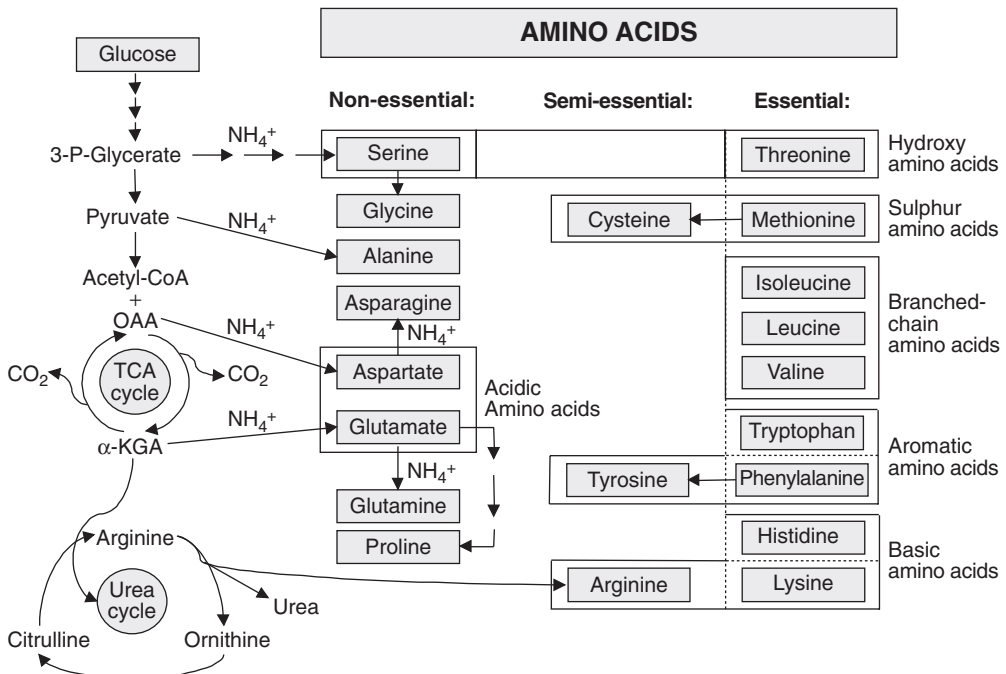 AMINO ACIDS
Glucose
Non-essential:
Semi-essential:
Essential:
3-P-Glycerate
NH₄⁺
Serine
Threonine
Hydroxy
amino acids
Pyruvate
NH₄⁺
Glycine
Cysteine
Methionine
Sulphur
amino acids
Alanine
Acetyl-CoA
+
OAA
NH₄⁺
Asparagine
NH₄⁺
Isoleucine
Leucine
Valine
Branched-
chain
amino acids
CO₂
TCA
cycle
CO₂
Aspartate
Glutamate
Acidic
Amino acids
α-KGA
NH₄⁺
NH₄⁺
Tryptophan
Aromatic
amino acids
Tyrosine
Phenylalanine
Glutamine
Proline
Arginine
Histidine
Basic
amino acids
Urea
cycle
Urea
Arginine
Lysine
Citrulline
Ornithine